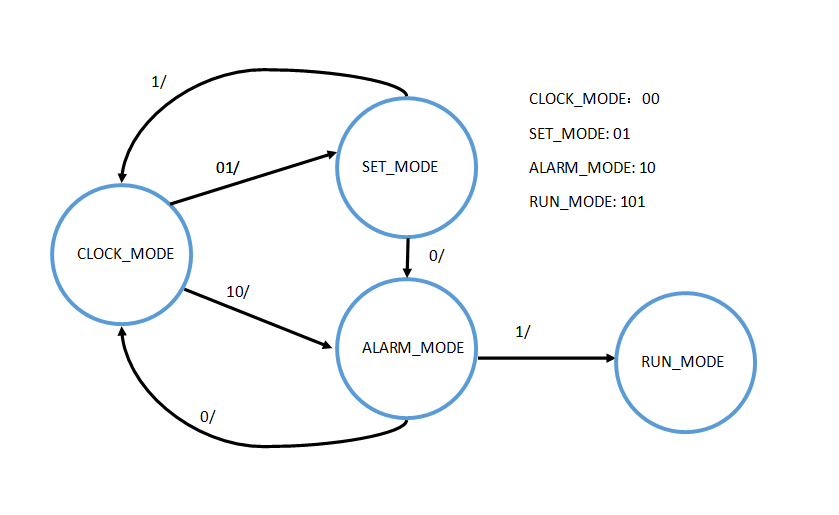 1/
CLOCK_MODE：00
SET_MODE: 01
01/
SET_MODE
ALARM_MODE: 10
RUN_MODE: 101
CLOCK_MODE
0/
10/
1/
ALARM_MODE
RUN_MODE
0/